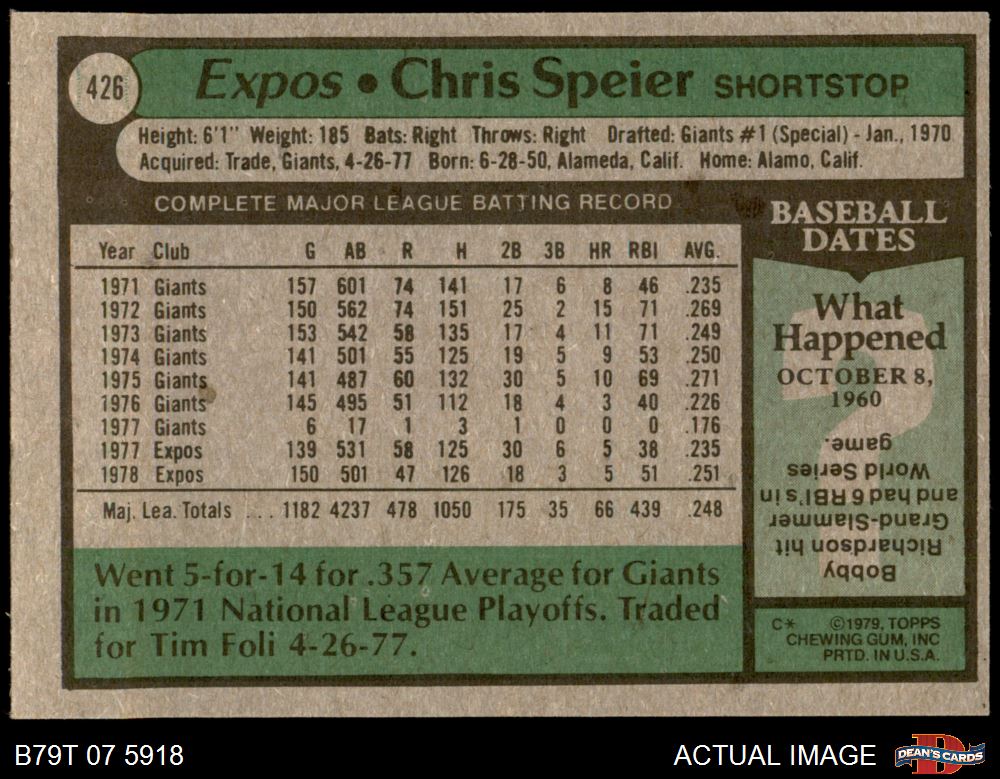 426
Expos • Chris Speier SHORTSTOP
Height: 6'1" Weight: 185 Bats: Right Throws: Right Drafted: Giants #1 (Special) - Jan., 1970
Acquired: Trade, Giants, 4-26-77 Born: 6-28-50, Alameda, Calif. Home: Alamo, Calif.
COMPLETE MAJOR LEAGUE BATTING RECORD
Year Club G AB R H 2B 3B HR RBI AVG.
1971 Giants 157 601 74 141 17 6 8 46 .235
1972 Giants 150 562 74 151 25 2 15 71 .269
1973 Giants 153 542 58 135 17 4 11 71 .249
1974 Giants 141 501 55 125 19 5 9 53 .250
1975 Giants 141 487 60 132 30 5 10 69 .271
1976 Giants 145 495 51 112 18 4 3 40 .226
1977 Giants 6 17 1 3 1 0 0 0 .176
1977 Expos 139 531 58 125 30 6 5 38 .235
1978 Expos 150 501 47 126 18 3 5 51 .251
Maj. Lea. Totals ... 1182 4237 478 1050 175 35 66 439 .248
Went 5-for-14 for .357 Average for Giants
in 1971 National League Playoffs. Traded
for Tim Foli 4-26-77.
BASEBALL
DATES
What
Happened
OCTOBER 8,
1960
Bobby
Richardson hit
Grand-Slammer
and had 6 RBI's in
World Series
game.
C* ©1979, TOPPS
CHEWING GUM, INC
PRTD. IN U.S.A.
B79T 07 5918
ACTUAL IMAGE
DEAN'S CARDS